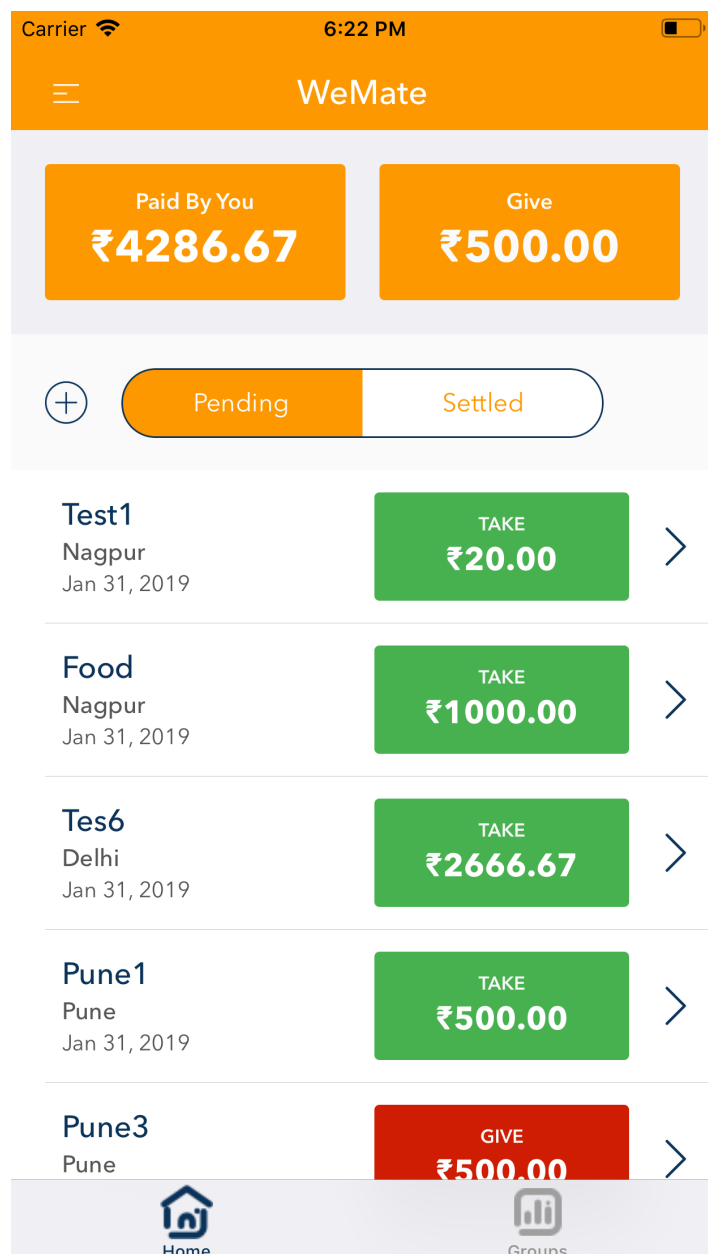 Carrier
6:22 PM
WeMate
Paid By You
₹4286.67
Give
₹500.00
Pending
Settled
Test1
Nagpur
Jan 31, 2019
TAKE
₹20.00
Food
Nagpur
Jan 31, 2019
TAKE
₹1000.00
Tes6
Delhi
Jan 31, 2019
TAKE
₹2666.67
Pune1
Pune
Jan 31, 2019
TAKE
₹500.00
Pune3
Pune
GIVE
₹500.00
Home
Groups